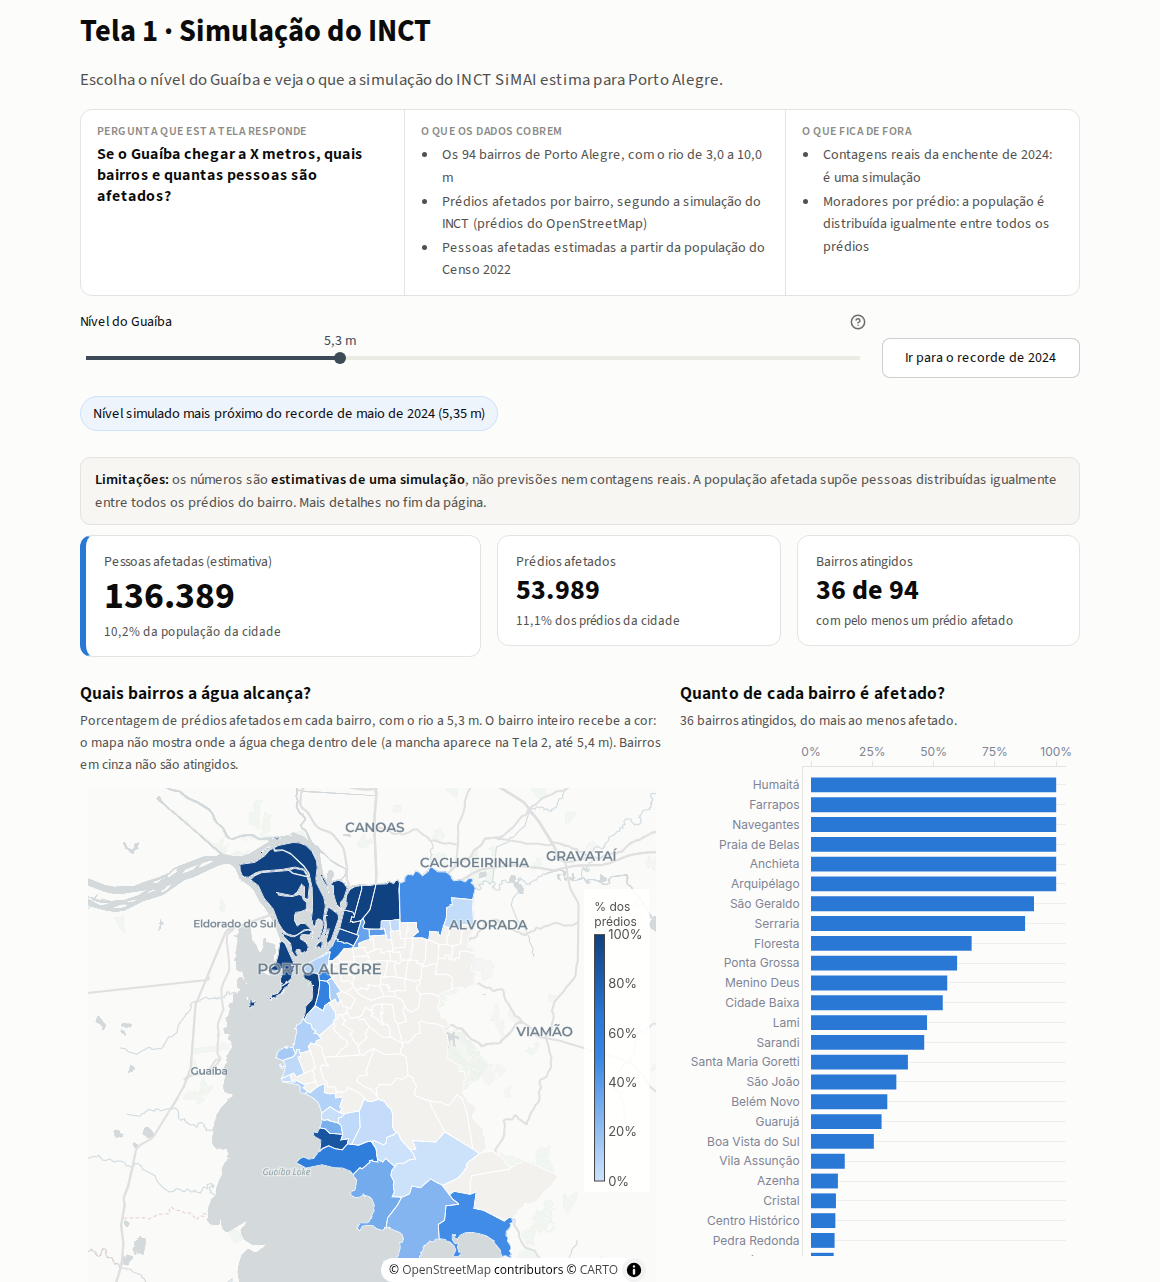 Tela 1 · Simulação do INCT
Escolha o nível do Guaíba e veja o que a simulação do INCT SiMAI estima para Porto Alegre.
PERGUNTA QUE ESTA TELA RESPONDE
Se o Guaíba chegar a X metros, quais
bairros e quantas pessoas são
afetados?
O QUE OS DADOS COBREM
• Os 94 bairros de Porto Alegre, com o rio de 3,0 a 10,0
m
• Prédios afetados por bairro, segundo a simulação do
INCT (prédios do OpenStreetMap)
• Pessoas afetadas estimadas a partir da população do
Censo 2022
O QUE FICA DE FORA
• Contagens reais da enchente de 2024:
é uma simulação
• Moradores por prédio: a população é
distribuída igualmente entre todos os
prédios
Nível do Guaíba
5,3 m
Ir para o recorde de 2024
Nível simulado mais próximo do recorde de maio de 2024 (5,35 m)
Limitações: os números são estimativas de uma simulação, não previsões nem contagens reais. A população afetada supõe pessoas distribuídas igualmente
entre todos os prédios do bairro. Mais detalhes no fim da página.
Pessoas afetadas (estimativa)
136.389
10,2% da população da cidade
Prédios afetados
53.989
11,1% dos prédios da cidade
Bairros atingidos
36 de 94
com pelo menos um prédio afetado
Quais bairros a água alcança?
Porcentagem de prédios afetados em cada bairro, com o rio a 5,3 m. O bairro inteiro recebe a cor:
o mapa não mostra onde a água chega dentro dele (a mancha aparece na Tela 2, até 5,4 m). Bairros
em cinza não são atingidos.
CANOAS
CACHOEIRINHA
GRAVATAÍ
Eldorado do Sul
ALVORADA
PORTO ALEGRE
VIAMÃO
Guaíba
Guaíba Lake
% dos
prédios
100%
80%
60%
40%
20%
0%
© OpenStreetMap contributors © CARTO
Quanto de cada bairro é afetado?
36 bairros atingidos, do mais ao menos afetado.
0% 25% 50% 75% 100%
Humaitá
Farrapos
Navegantes
Praia de Belas
Anchieta
Arquipélago
São Geraldo
Serraria
Floresta
Ponta Grossa
Menino Deus
Cidade Baixa
Lami
Sarandi
Santa Maria Goretti
São João
Belém Novo
Guarujá
Boa Vista do Sul
Vila Assunção
Azenha
Cristal
Centro Histórico
Pedra Redonda